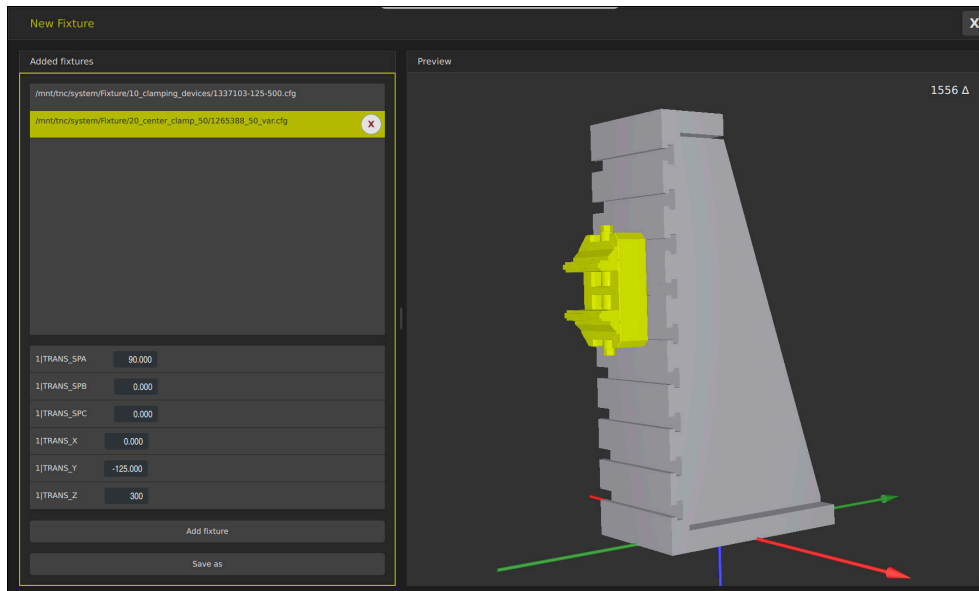 New Fixture
X
Added fixtures
/mnt/tnc/system/Fixture/10_clamping_devices/1337103-125-500.cfg
/mnt/tnc/system/Fixture/20_center_clamp_50/1265388_50_var.cfg
X
1|TRANS_SPA 90.000
1|TRANS_SPB 0.000
1|TRANS_SPC 0.000
1|TRANS_X 0.000
1|TRANS_Y -125.000
1|TRANS_Z 300
Add fixture
Save as
Preview
1556 Δ